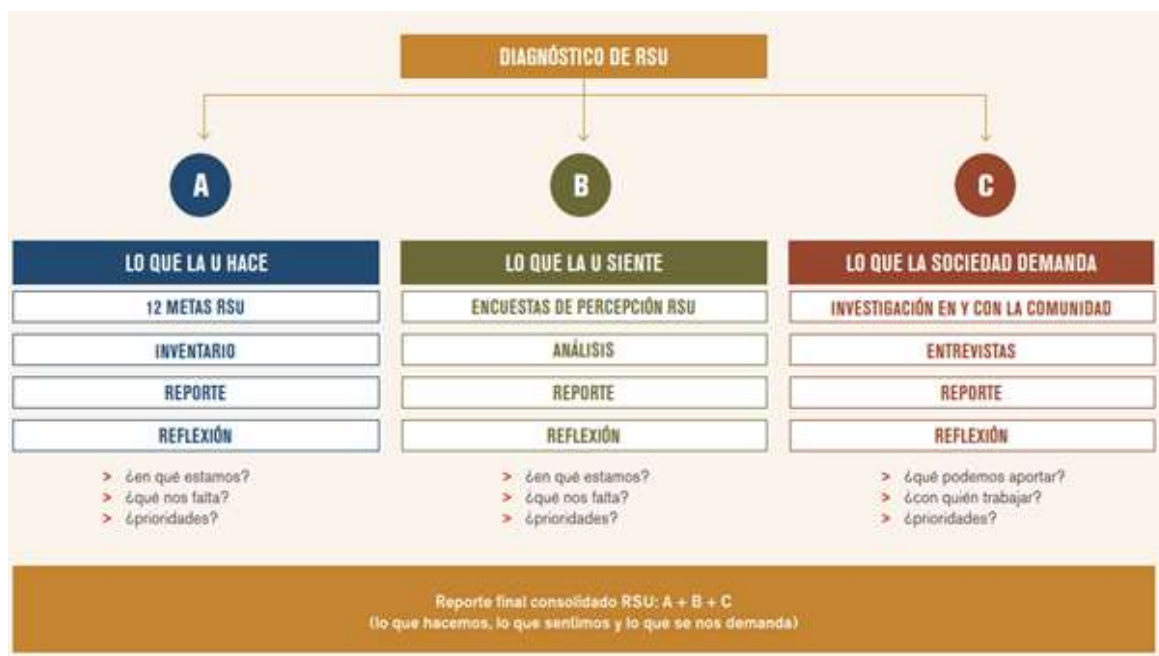 DIAGNÓSTICO DE RSU
A
B
C
LO QUE LA U HACE
12 METAS RSU
INVENTARIO
REPORTE
REFLEXIÓN
> ¿en qué estamos?
> ¿qué nos falta?
> ¿prioridades?
LO QUE LA U SIENTE
ENCUESTAS DE PERCEPCIÓN RSU
ANÁLISIS
REPORTE
REFLEXIÓN
> ¿en qué estamos?
> ¿qué nos falta?
> ¿prioridades?
LO QUE LA SOCIEDAD DEMANDA
INVESTIGACIÓN EN Y CON LA COMUNIDAD
ENTREVISTAS
REPORTE
REFLEXIÓN
> ¿qué podemos aportar?
> ¿con quién trabajar?
> ¿prioridades?
Reporte final consolidado RSU: A + B + C
(lo que hacemos, lo que sentimos y lo que se nos demanda)